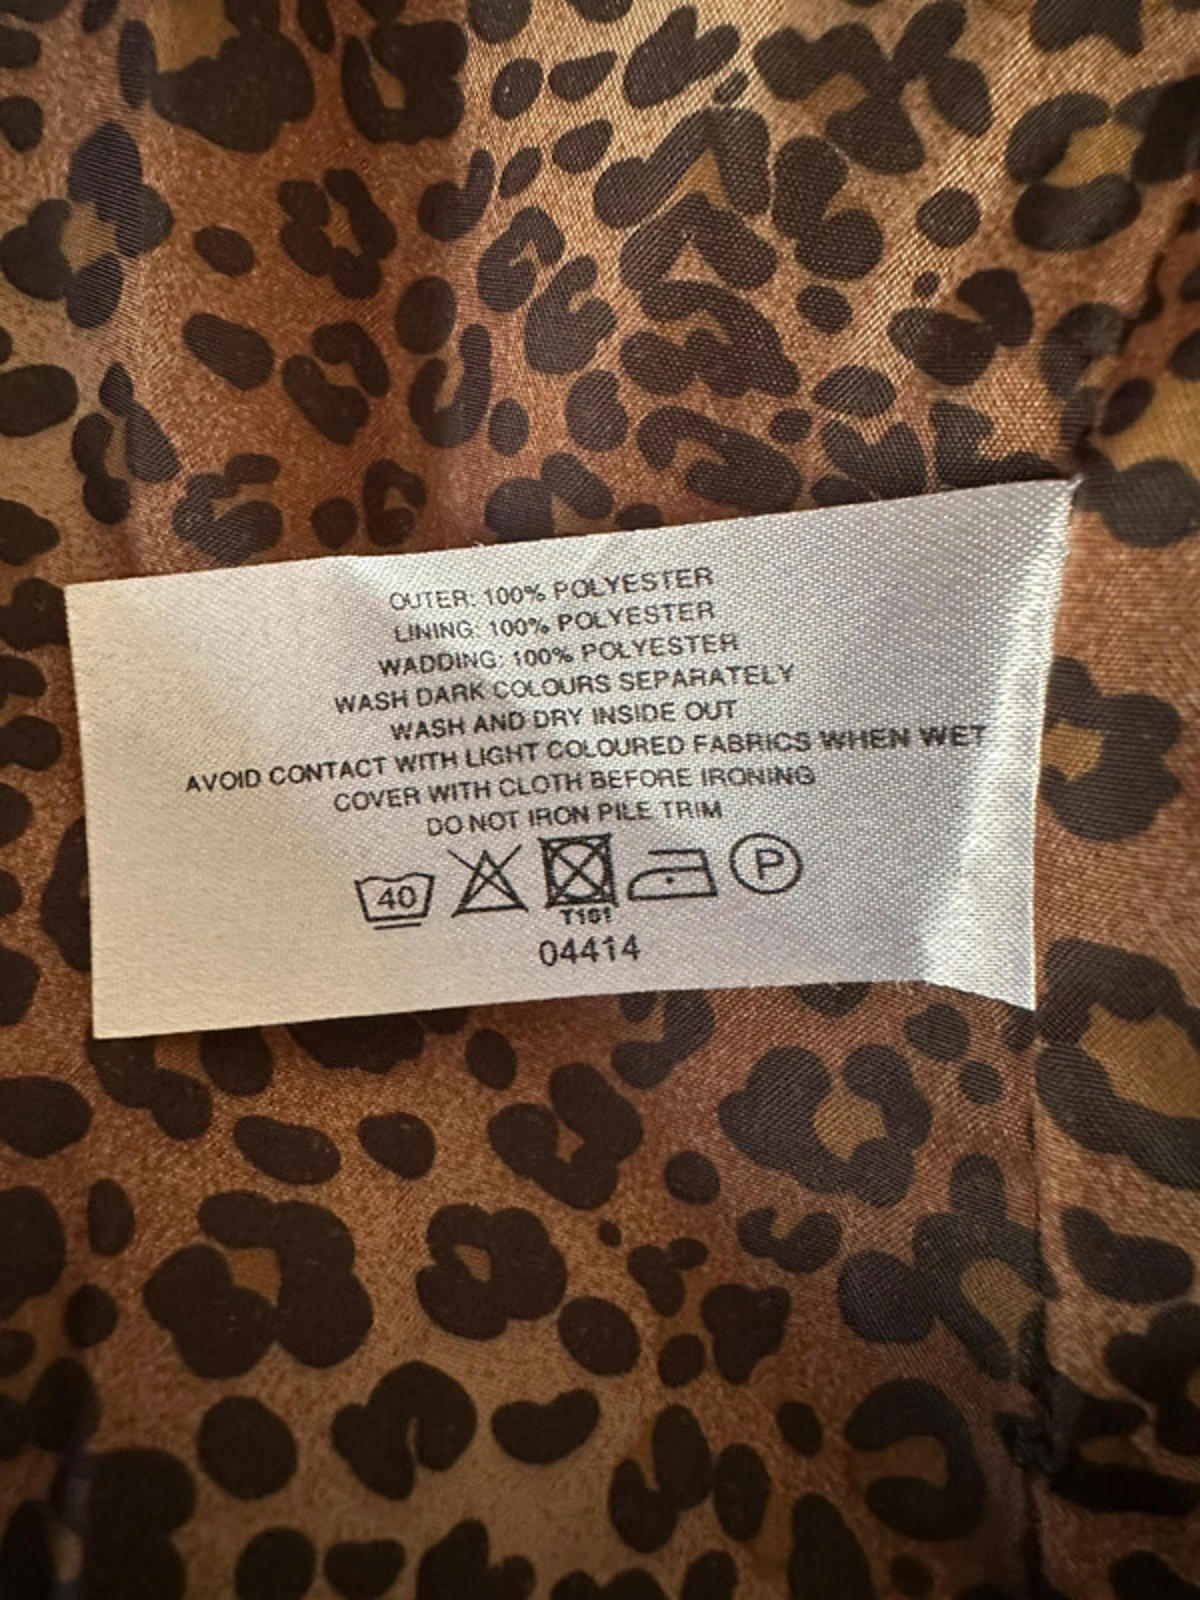 OUTER: 100% POLYESTER
LINING: 100% POLYESTER
WADDING: 100% POLYESTER
WASH DARK COLOURS SEPARATELY
WASH AND DRY INSIDE OUT
AVOID CONTACT WITH LIGHT COLOURED FABRICS WHEN WET
COVER WITH CLOTH BEFORE IRONING
DO NOT IRON PILE TRIM
40 P
T161
04414